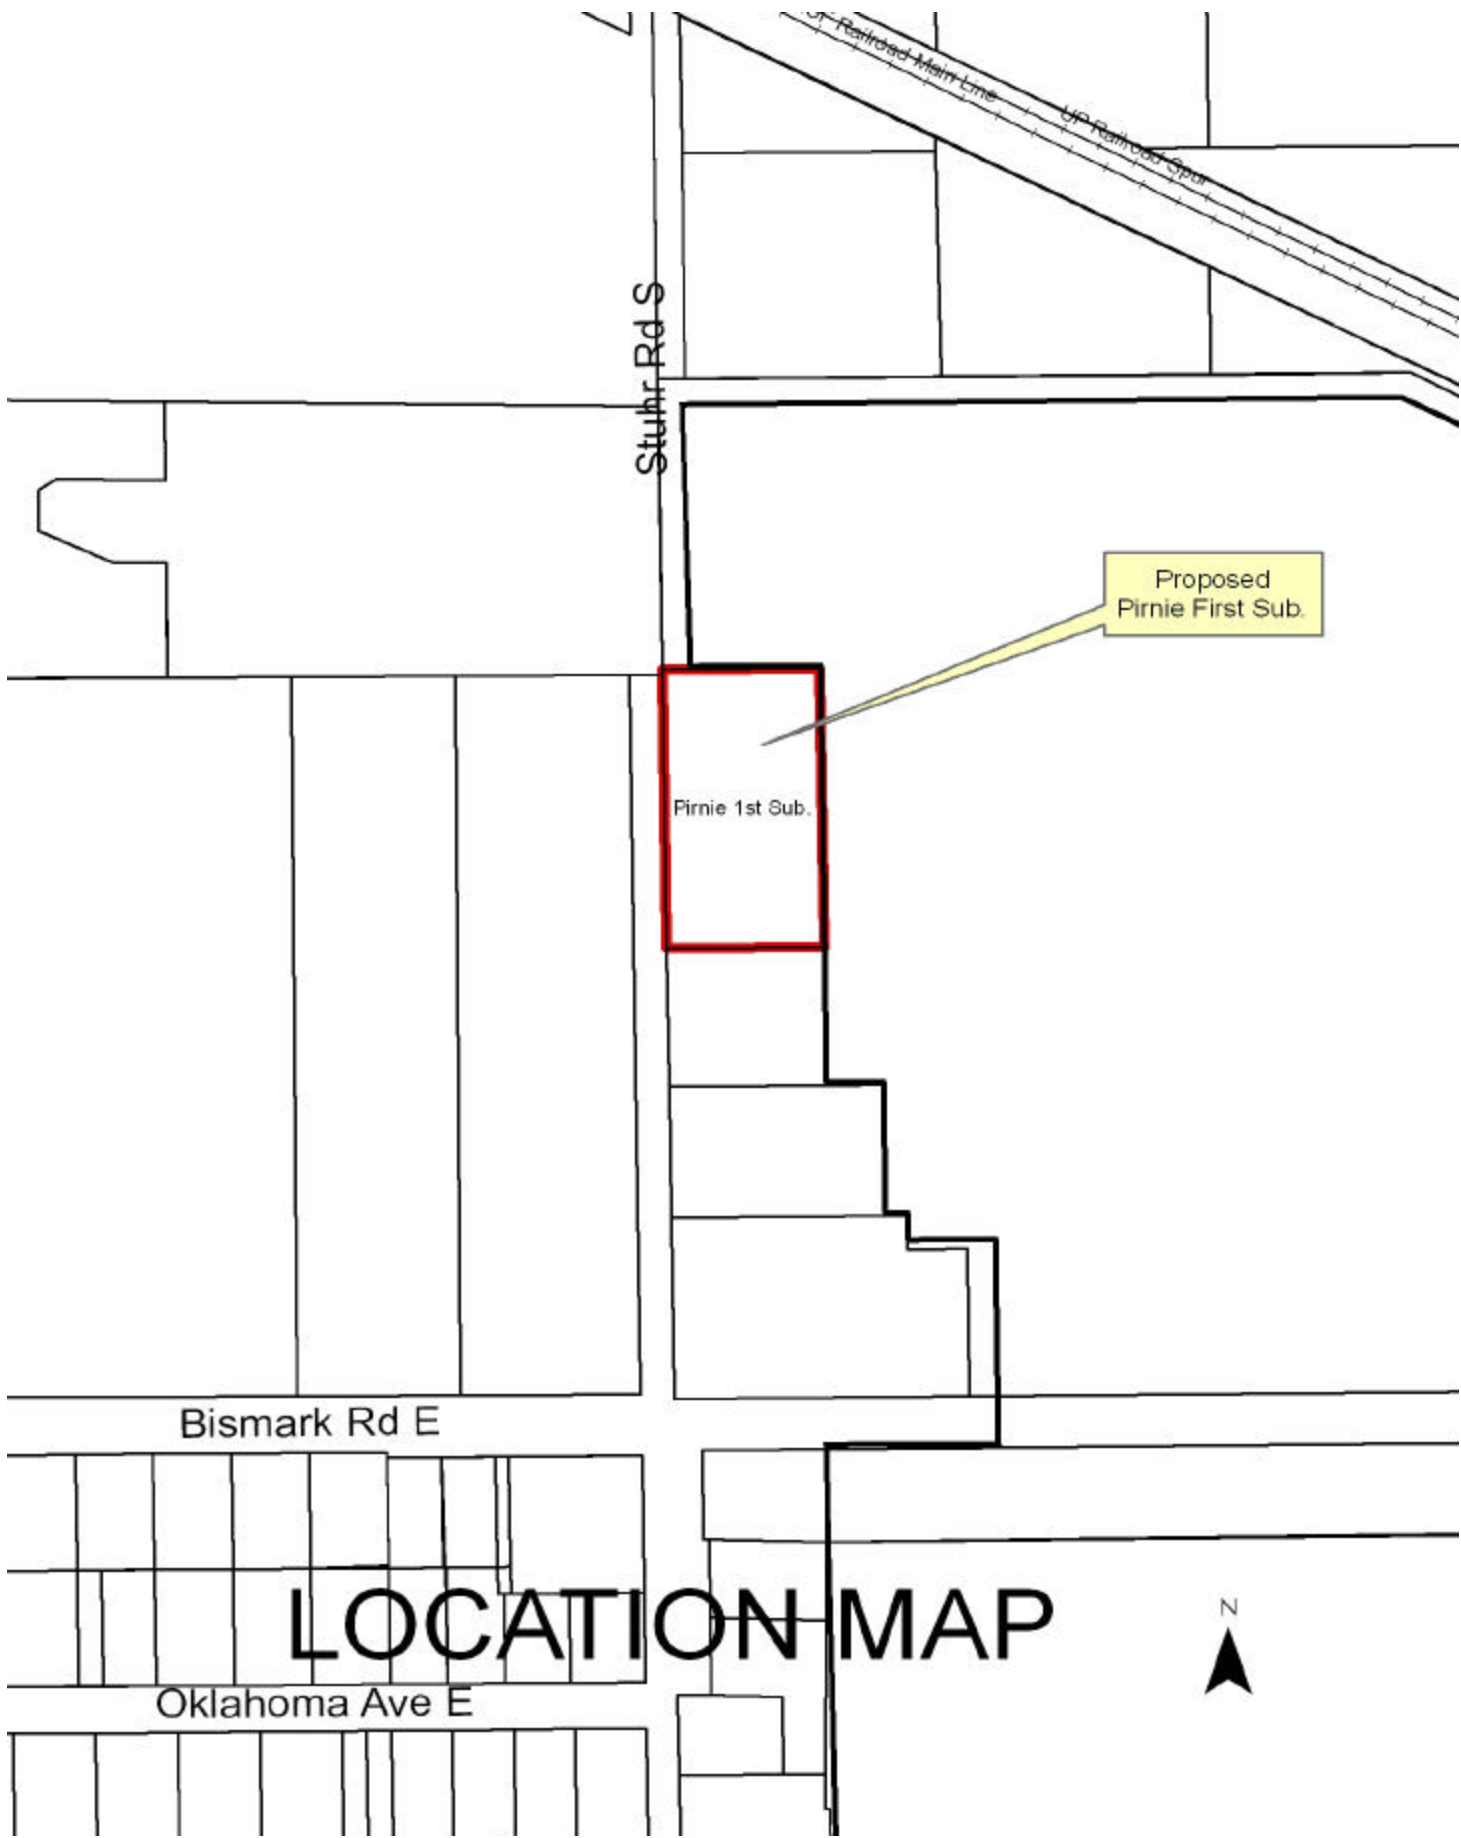 Railroad Main Line
UP Railroad Spur
Stuhr Rd S
Proposed
Pirnie First Sub.
Pirnie 1st Sub.
Bismark Rd E
LOCATION MAP
N
Oklahoma Ave E